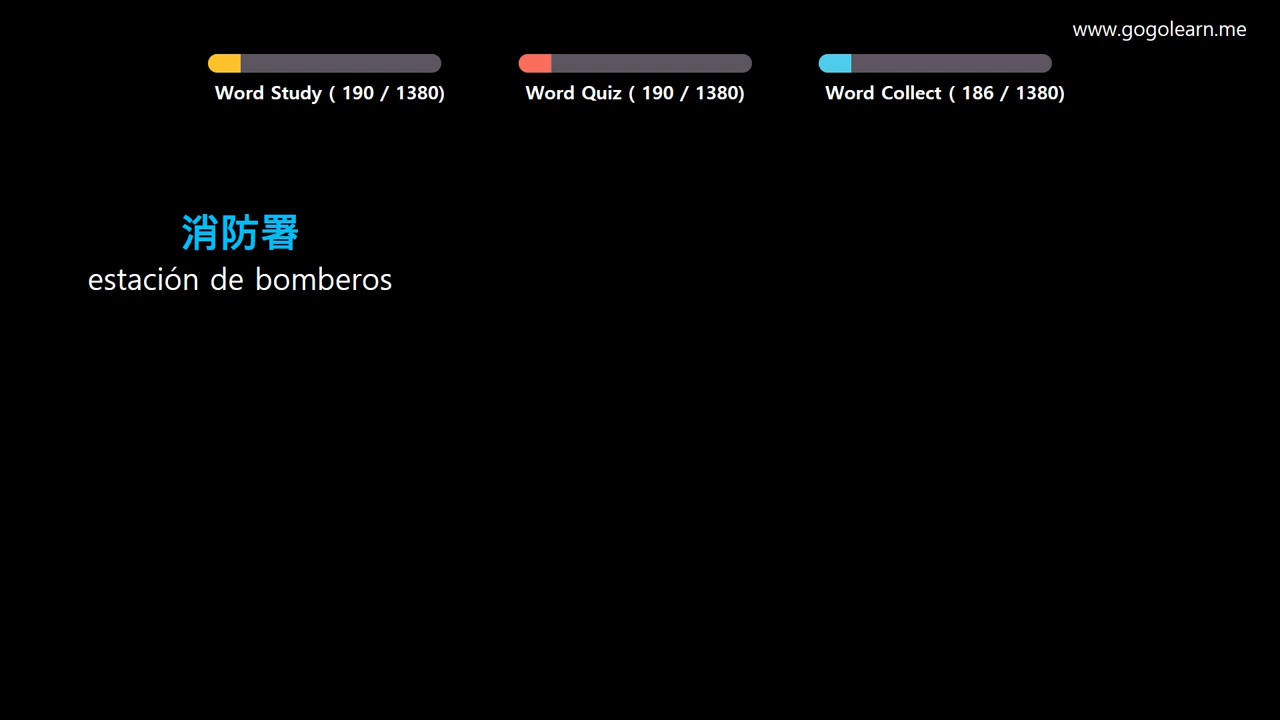 www.gogolearn.me
Word Study ( 190 / 1380)
Word Quiz ( 190 / 1380)
Word Collect ( 186 / 1380)
消防署
estación de bomberos